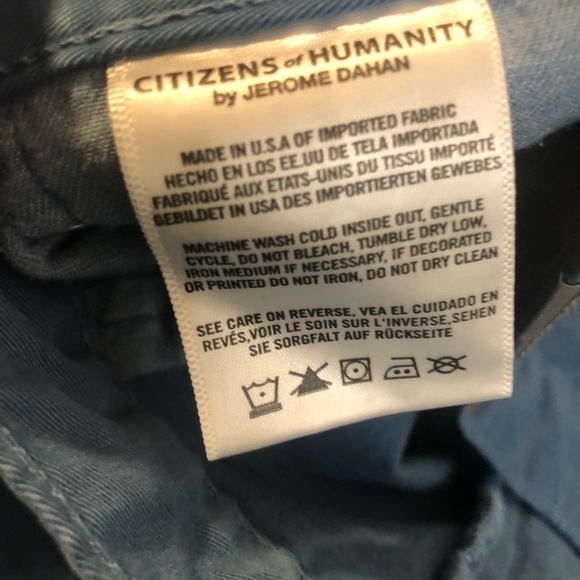 CITIZENS of HUMANITY
by JEROME DAHAN
MADE IN U.S.A OF IMPORTED FABRIC
HECHO EN LOS EE.UU DE TELA IMPORTADA
FABRIQUÉ AUX ETATS-UNIS DU TISSU IMPORTÉ
GEBILDET IN USA DES IMPORTIERTEN GEWEBES
MACHINE WASH COLD INSIDE OUT, GENTLE
CYCLE, DO NOT BLEACH, TUMBLE DRY LOW,
IRON MEDIUM IF NECESSARY, IF DECORATED
OR PRINTED DO NOT IRON, DO NOT DRY CLEAN
SEE CARE ON REVERSE, VEA EL CUIDADO EN
REVÉS,VOIR LE SOIN SUR L'INVERSE,SEHEN
SIE SORGFALT AUF RÜCKSEITE